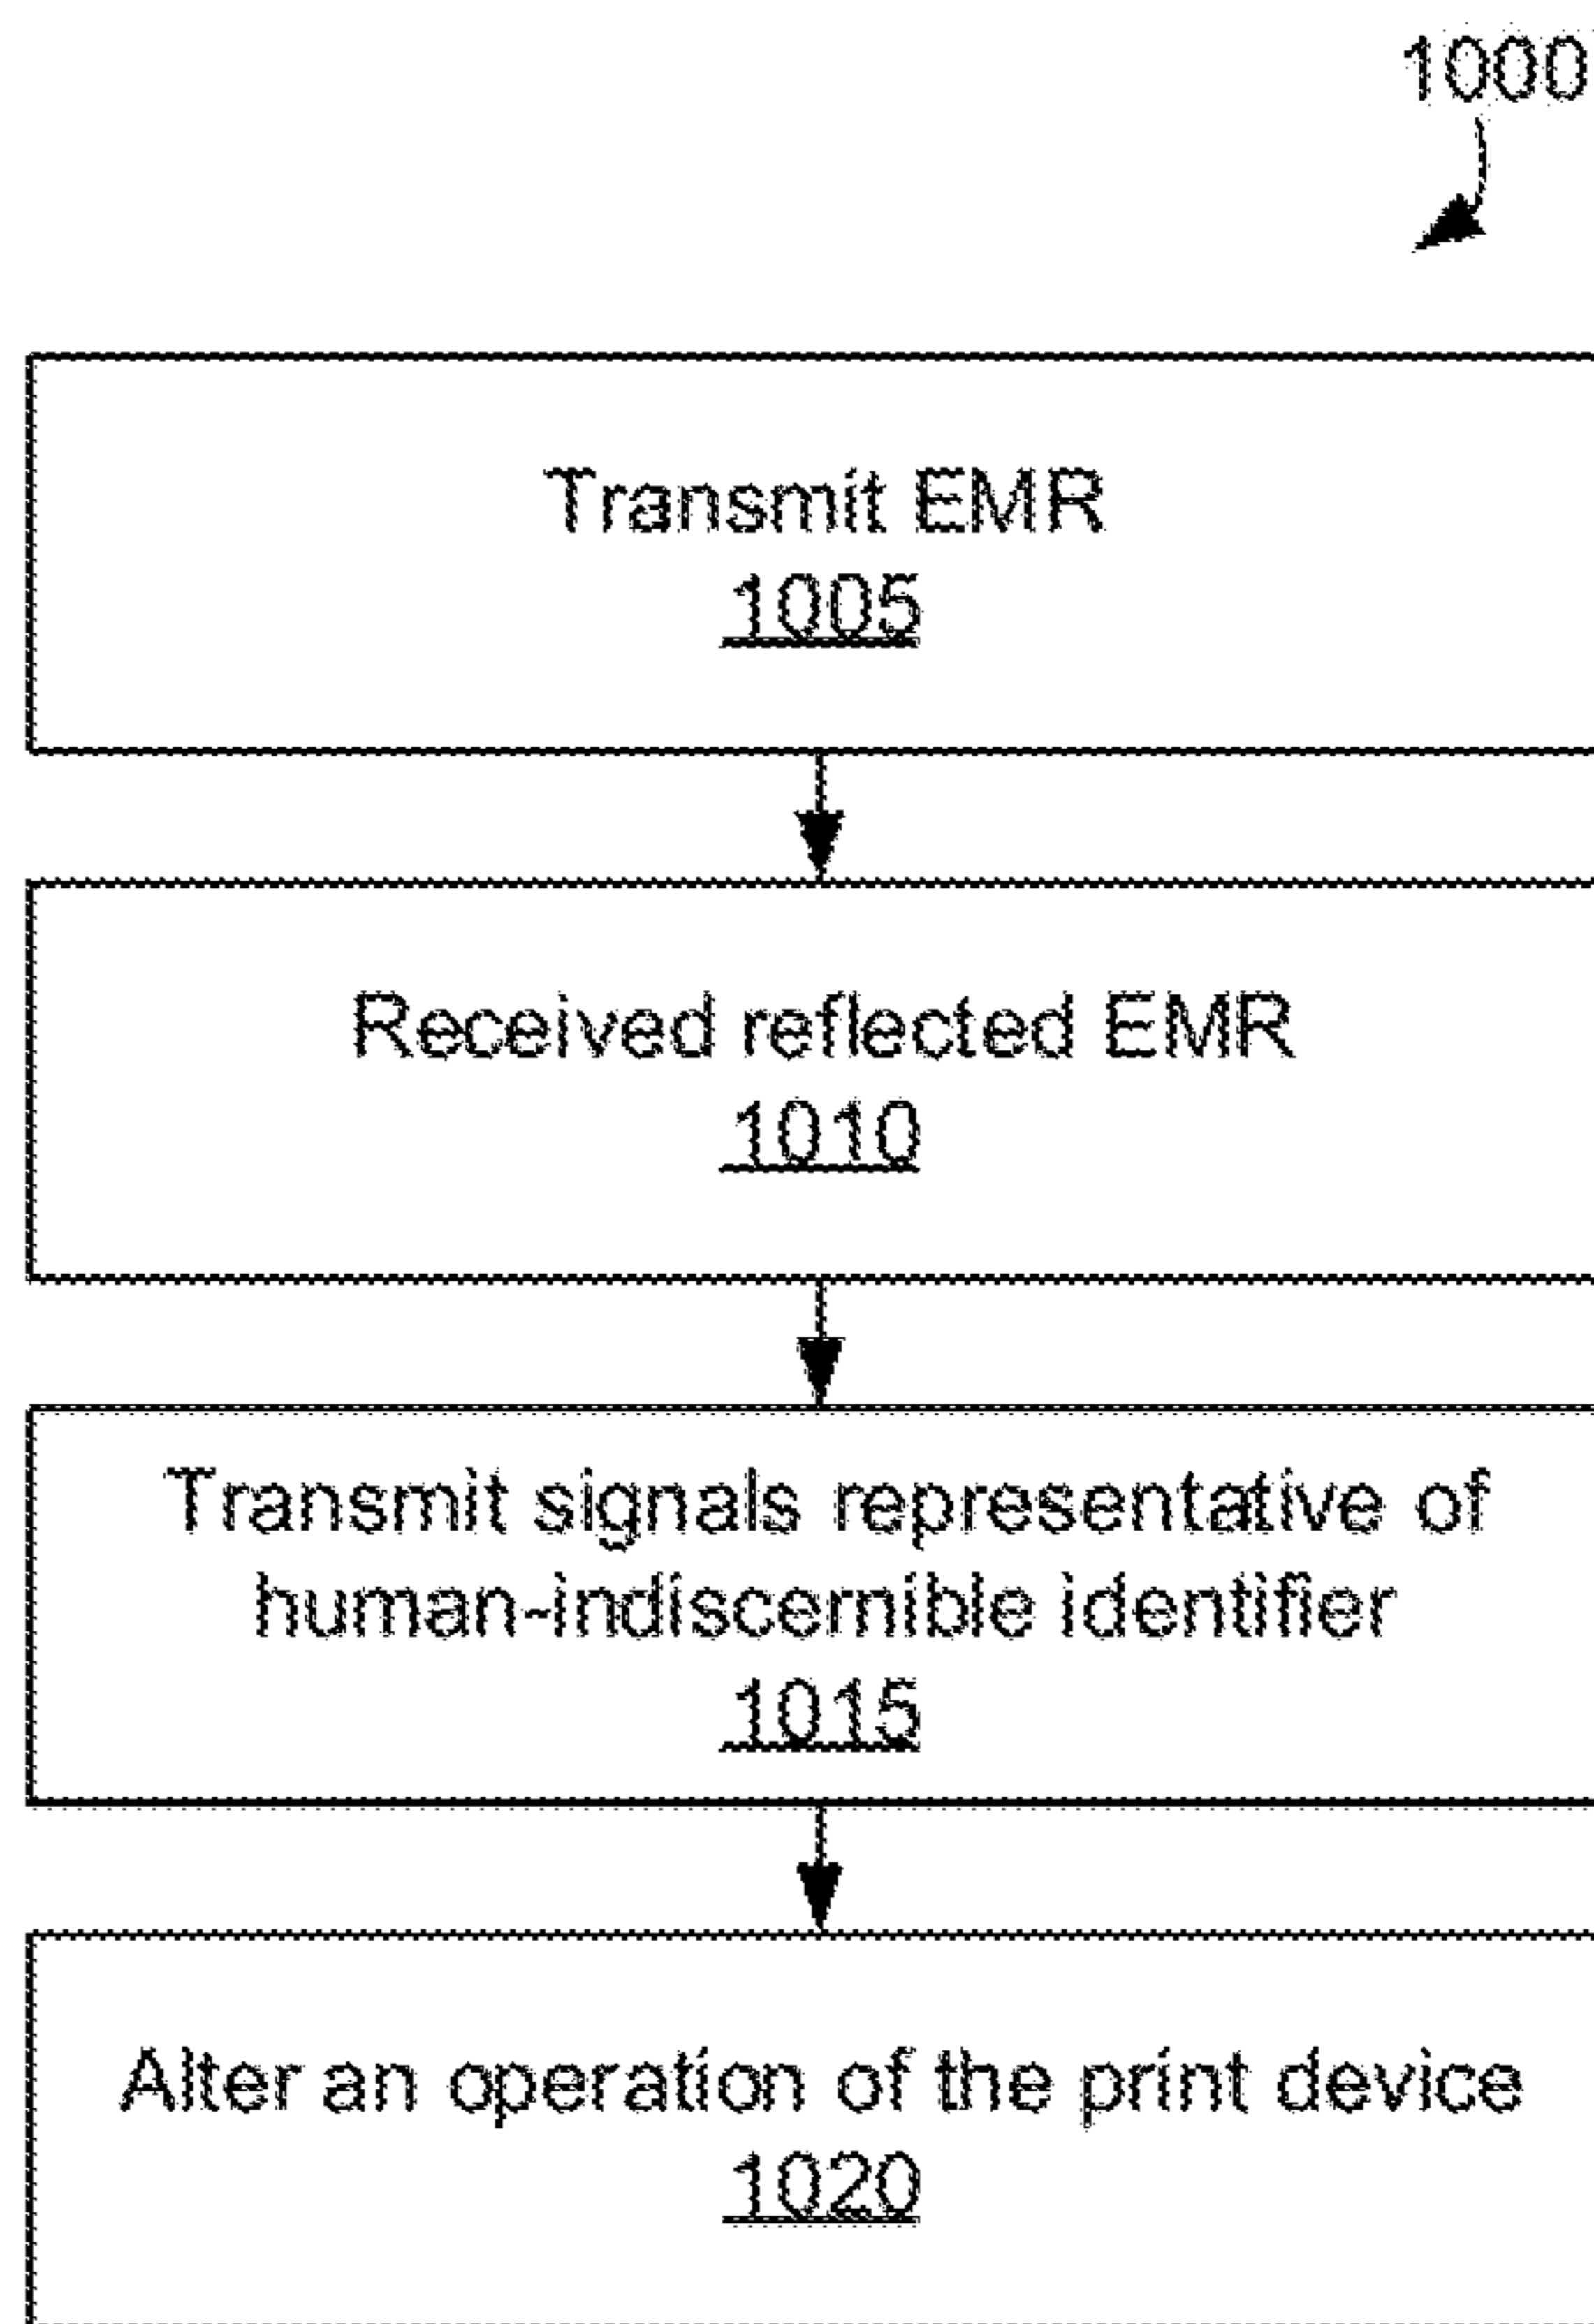 1000
Transmit EMR
1005
Received reflected EMR
1010
Transmit signals representative of
human-indiscernible identifier
1015
Alter an operation of the print device
1020